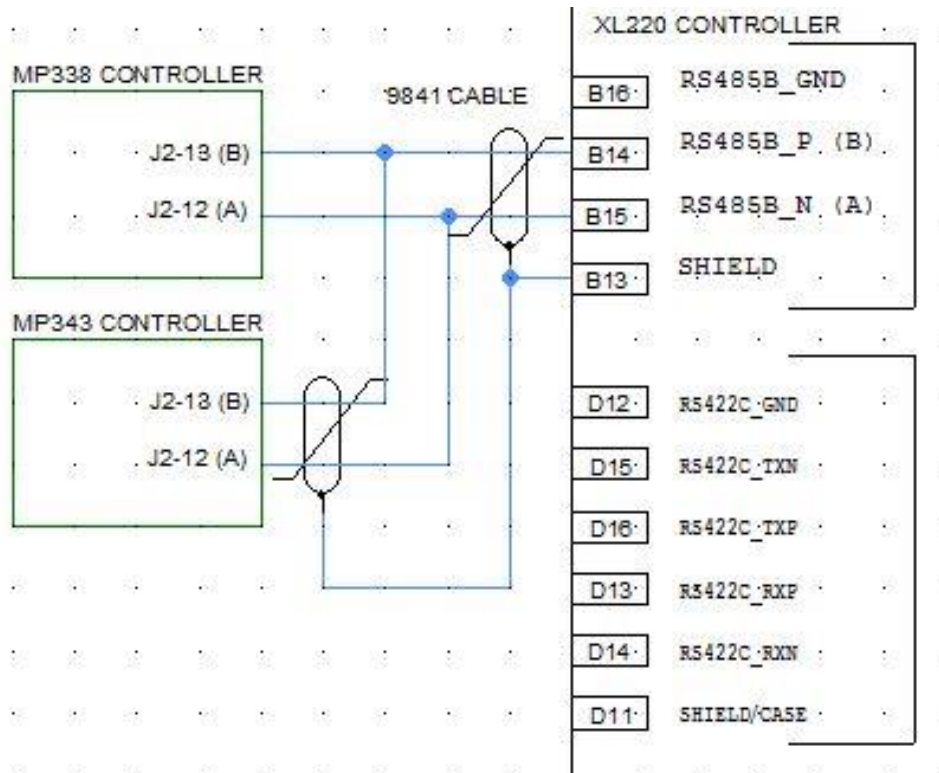 XL220 CONTROLLER
MP338 CONTROLLER
9841 CABLE
J2-13 (B)
J2-12 (A)
B16 RS485B_GND
B14 RS485B_P (B)
B15 RS485B_N (A)
B13 SHIELD
MP343 CONTROLLER
J2-13 (B)
J2-12 (A)
D12 RS422C_GND
D15 RS422C_TXN
D16 RS422C_TXP
D13 RS422C_RXP
D14 RS422C_RXN
D11 SHIELD/CASE